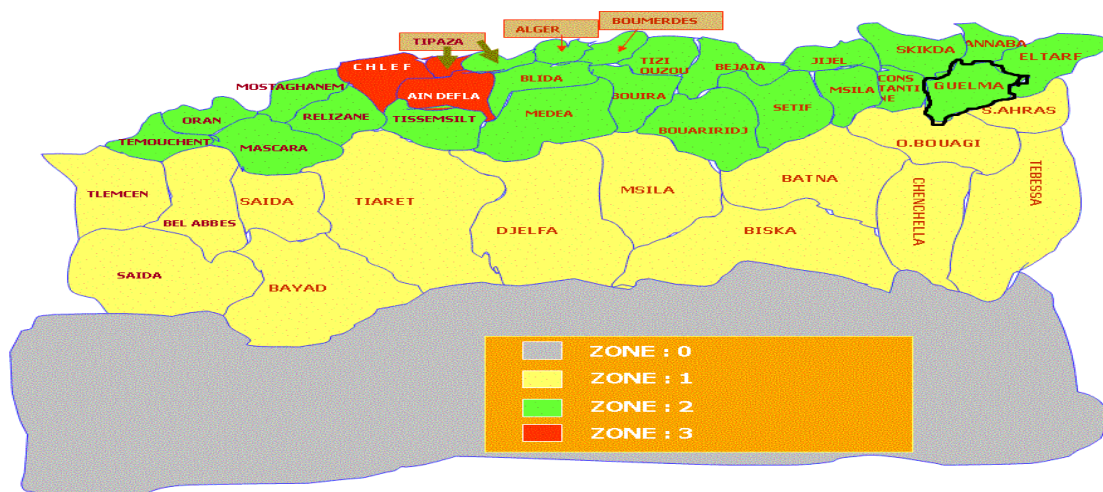 BOUMERDES
ALGER
TIPAZA
ANNABA
SKIKDA
ELTARF
CHLEF
TIZI
OUZOU
BEJAIA
JIJEL
BLIDA
MOSTAGHANEM
AIN DEFLA
BOUIRA
MSILA
CONS
TANTI
NE
GUELMA
ORAN
RELIZANE
TISSEMSILT
MEDEA
SETIF
S.AHRAS
TEMOUCHENT
MASCARA
BOUARIRIDJ
O.BOUAGI
TLEMCEN
SAIDA
TIARET
MSILA
BATNA
CHENCHELLA
TEBESSA
BEL ABBES
DJELFA
BISKA
SAIDA
BAYAD
ZONE : 0
ZONE : 1
ZONE : 2
ZONE : 3